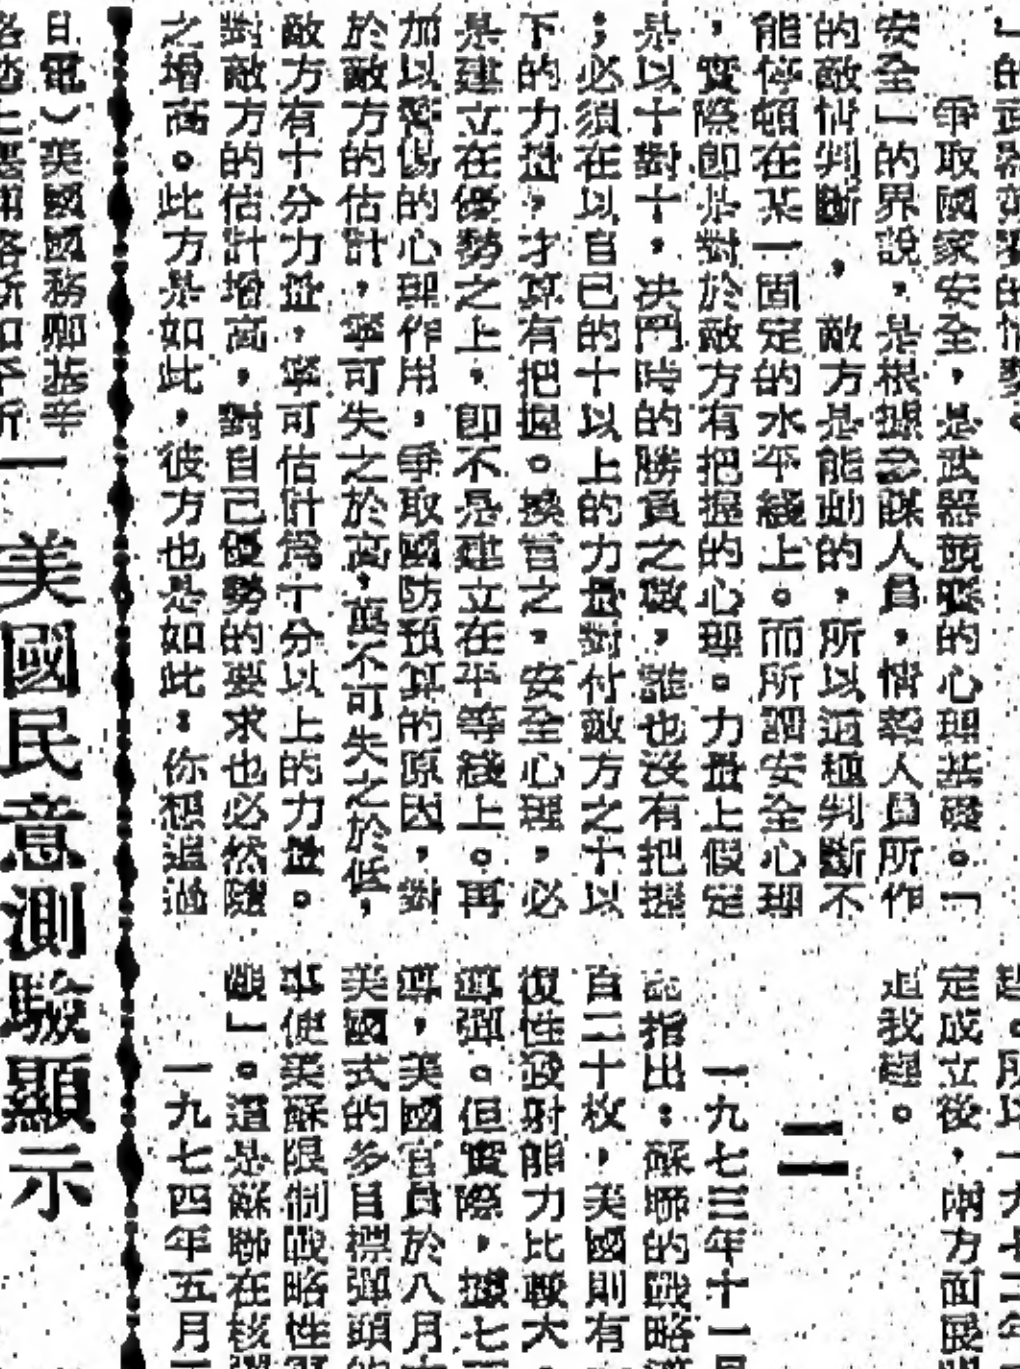 爭取國家安全，是武器競賽的心理基礎。「
安全」的界說，是根據參謀人員，情報人員所作
的敵情判斷，敵方是能動的，所以這種判斷不
能停頓在某一固定的水平綫上。而所謂安全心理
，實際即是對於敵方有把握的心理。力量上假定
是以十對十，決鬥時的勝負之數，誰也沒有把握
；必須在以自己的十以上的力量對付敵方之十以
下的力量，才算有把握。換言之，安全心理，必
是建立在優勢之上，即不是建立在平等綫上。再
加以警惕的心理作用，爭取國防預算的原因，對
於敵方的估計，寧可失之於高，萬不可失之於低，
敵方有十分力量，寧可估計爲十分以上的力量。
對敵方的估計增高，對自己優勢的要求也必然隨
之增高。此方是如此，彼方也是如此：你想追過
定成立後，兩方面
追我趕。
二
一九七三年十一月
指出：蘇聯的戰略
百二十枚，美國則有
復性設射能力比較大，
導彈。但實際，據七
導，美國官員於八月
美國式的多目標彈頭的
事使美蘇限制戰略性
」。這是蘇聯在核
一九七四年五月
日電）美國國務卿基辛
美國民意測驗顯示